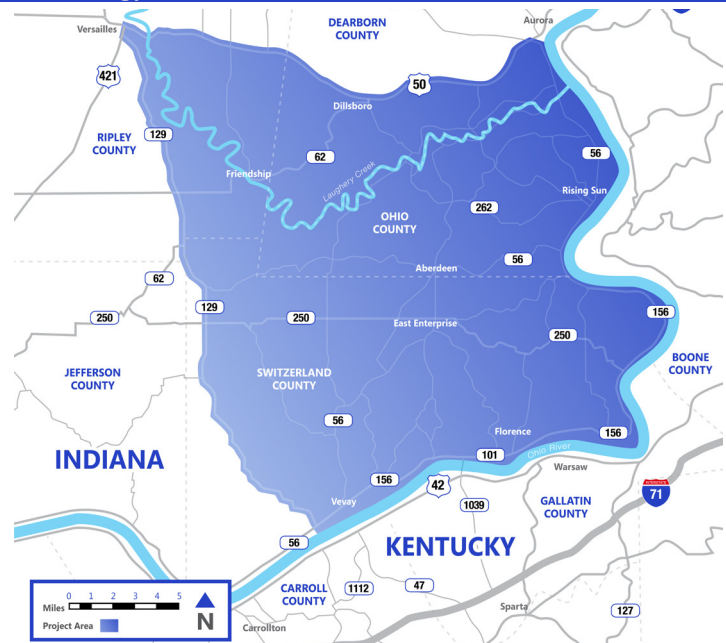 DEARBORN
COUNTY
Aurora
Versailles
421
50
Dillsboro
RIPLEY
COUNTY
129
62
56
Friendship
Laughery Creek
Rising Sun
262
OHIO
COUNTY
56
Aberdeen
62
129
250
250
156
East Enterprise
250
BOONE
COUNTY
JEFFERSON
COUNTY
SWITZERLAND
COUNTY
56
Florence
156
INDIANA
101
Ohio River
Warsaw
156
42
INTERSTATE
71
Vevay
1039
GALLATIN
COUNTY
56
KENTUCKY
CARROLL
COUNTY
1112
47
0 1 2 3 4 5
Miles
Project Area
N
Sparta
127
Carrollton